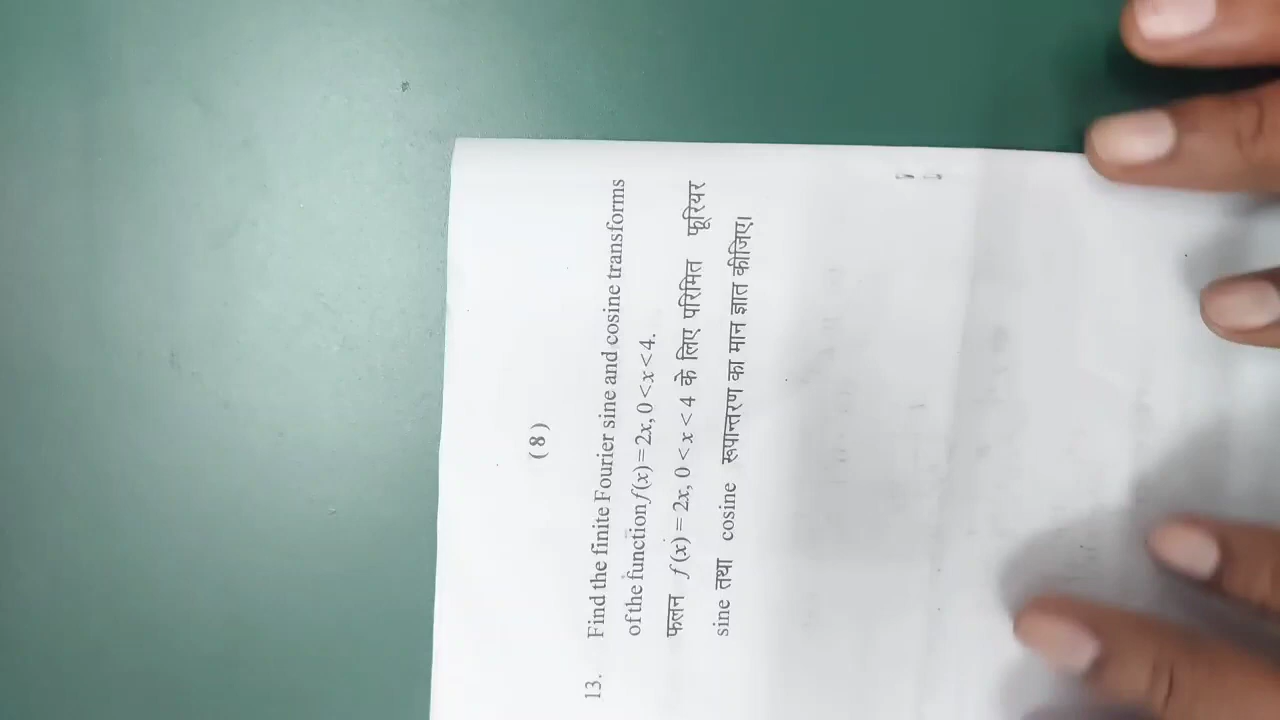 ( 8 )
13. Find the finite Fourier sine and cosine transforms
of the function f(x) = 2x, 0 < x < 4.
फलन f(x) = 2x, 0 < x < 4 के लिए परिमित फूरियर
sine तथा cosine रूपान्तरण का मान ज्ञात कीजिए।